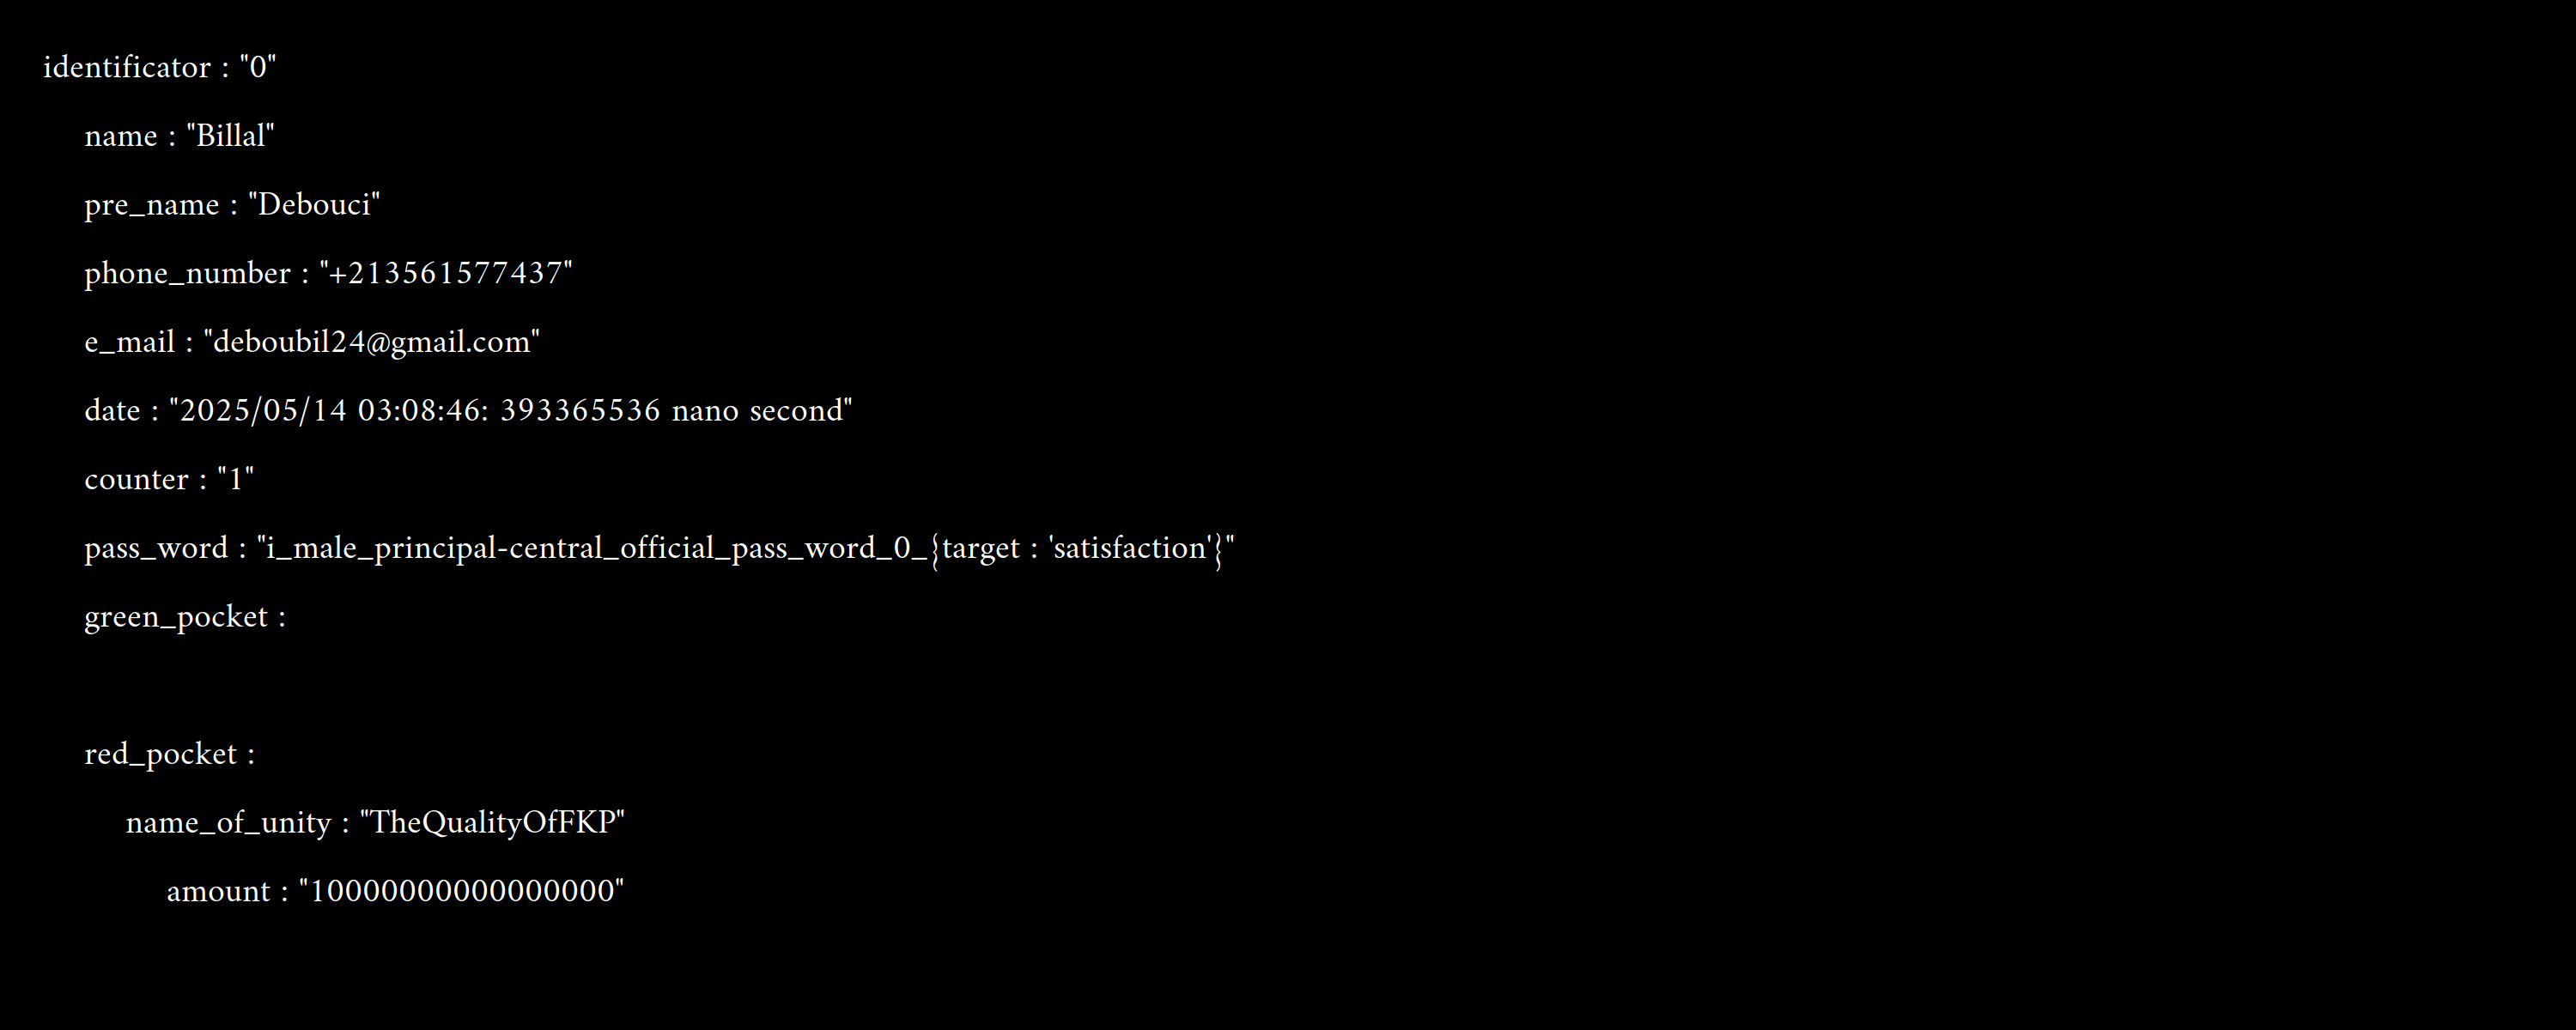 identificator : "0"
name : "Billal"
pre_name : "Debouci"
phone_number : "+213561577437"
e_mail : "deboubil24@gmail.com"
date : "2025/05/14 03:08:46: 393365536 nano second"
counter : "1"
pass_word : "i_male_principal-central_official_pass_word_0_{target : 'satisfaction'}"
green_pocket :
red_pocket :
name_of_unity : "TheQualityOfFKP"
amount : "10000000000000000"